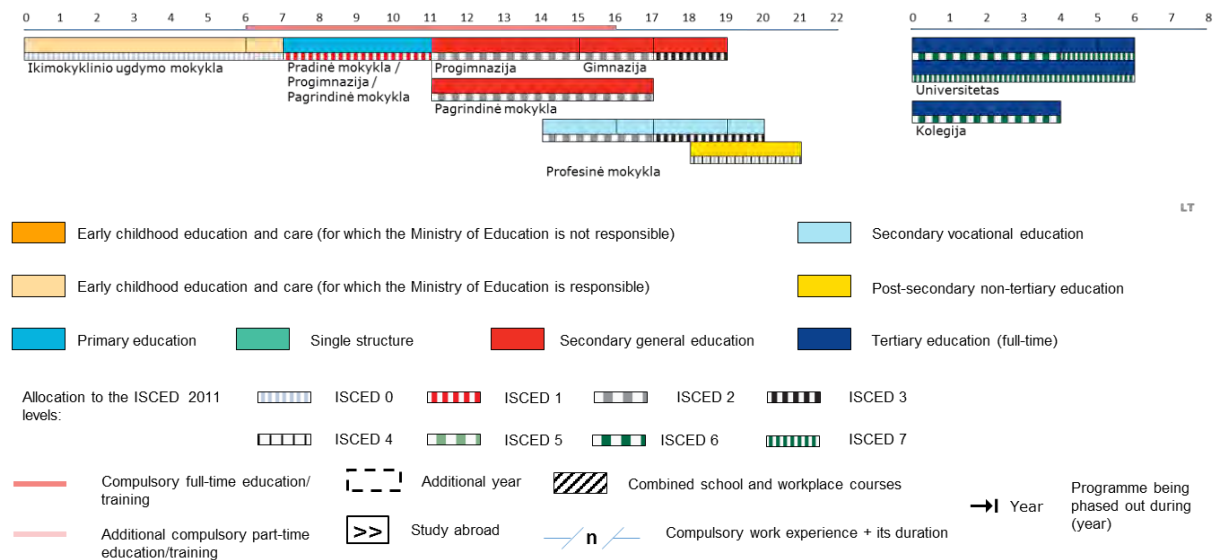 0 1 2 3 4 5 6 7 8 9 10 11 12 13 14 15 16 17 18 19 20 21 22
0 1 2 3 4 5 6 7 8
Ikimokyklinio ugdymo mokykla
Pradinė mokykla /
Progimnazija /
Pagrindinė mokykla
Progimnazija
Gimnazija
Pagrindinė mokykla
Profesinė mokykla
Universitetas
Kolegija
LT
Early childhood education and care (for which the Ministry of Education is not responsible)
Secondary vocational education
Early childhood education and care (for which the Ministry of Education is responsible)
Post-secondary non-tertiary education
Primary education
Single structure
Secondary general education
Tertiary education (full-time)
Allocation to the ISCED 2011
levels:
ISCED 0
ISCED 1
ISCED 2
ISCED 3
ISCED 4
ISCED 5
ISCED 6
ISCED 7
Compulsory full-time education/
training
Additional year
Combined school and workplace courses
Year
Programme being
phased out during
(year)
Additional compulsory part-time
education/training
>>
Study abroad
n
Compulsory work experience + its duration